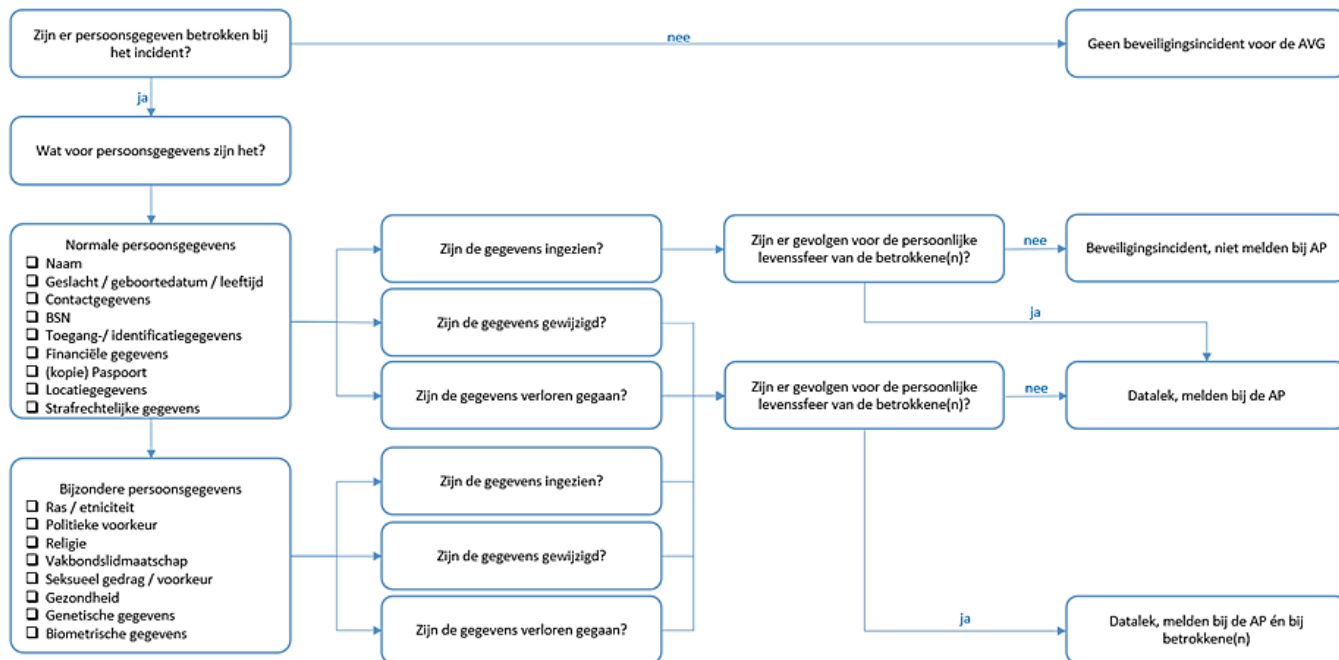 Zijn er persoonsgegeven betrokken bij
het incident?
nee
Geen beveiligingsincident voor de AVG
ja
Wat voor persoonsgegevens zijn het?
Normale persoonsgegevens
Naam
Geslacht / geboortedatum / leeftijd
Contactgegevens
BSN
Toegang-/ identificatiegegevens
Financiële gegevens
(kopie) Paspoort
Locatiegegevens
Strafrechtelijke gegevens
Zijn de gegevens ingezien?
Zijn er gevolgen voor de persoonlijke
levenssfeer van de betrokkene(n)?
nee
Beveiligingsincident, niet melden bij AP
Zijn de gegevens gewijzigd?
ja
Zijn de gegevens verloren gegaan?
Zijn er gevolgen voor de persoonlijke
levenssfeer van de betrokkene(n)?
nee
Datalek, melden bij de AP
Bijzondere persoonsgegevens
Ras / etniciteit
Politieke voorkeur
Religie
Vakbondslidmaatschap
Seksueel gedrag / voorkeur
Gezondheid
Genetische gegevens
Biometrische gegevens
Zijn de gegevens ingezien?
Zijn de gegevens gewijzigd?
Zijn de gegevens verloren gegaan?
ja
Datalek, melden bij de AP én bij
betrokkene(n)